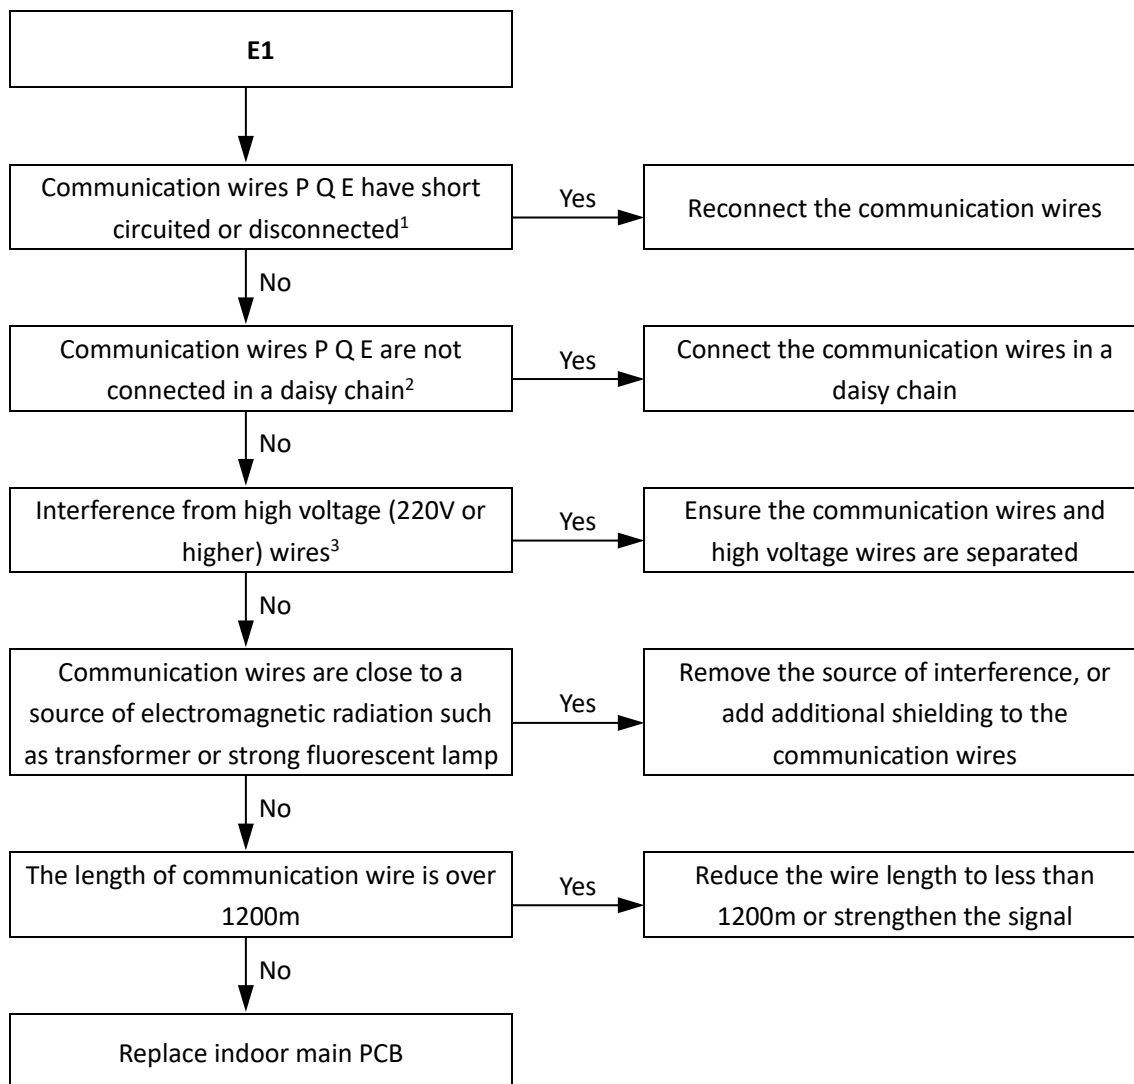 E1
Communication wires P Q E have short
circuited or disconnected¹
Yes
Reconnect the communication wires
No
Communication wires P Q E are not
connected in a daisy chain²
Yes
Connect the communication wires in a
daisy chain
No
Interference from high voltage (220V or
higher) wires³
Yes
Ensure the communication wires and
high voltage wires are separated
No
Communication wires are close to a
source of electromagnetic radiation such
as transformer or strong fluorescent lamp
Yes
Remove the source of interference, or
add additional shielding to the
communication wires
No
The length of communication wire is over
1200m
Yes
Reduce the wire length to less than
1200m or strengthen the signal
No
Replace indoor main PCB